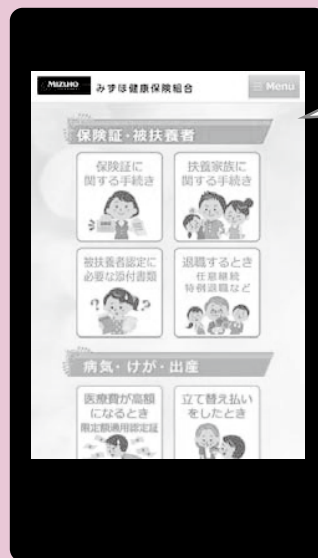 MIZUHO みずほ健康保険組合 Menu
保険証・被扶養者
保険証に
関する手続き
扶養家族に
関する手続き
被扶養者認定に
必要な添付書類
退職するとき
任意継続
特例退職など
病気・けが・出産
医療費が高額
になるとき
限定額適用認定証
立て替え払い
をしたとき